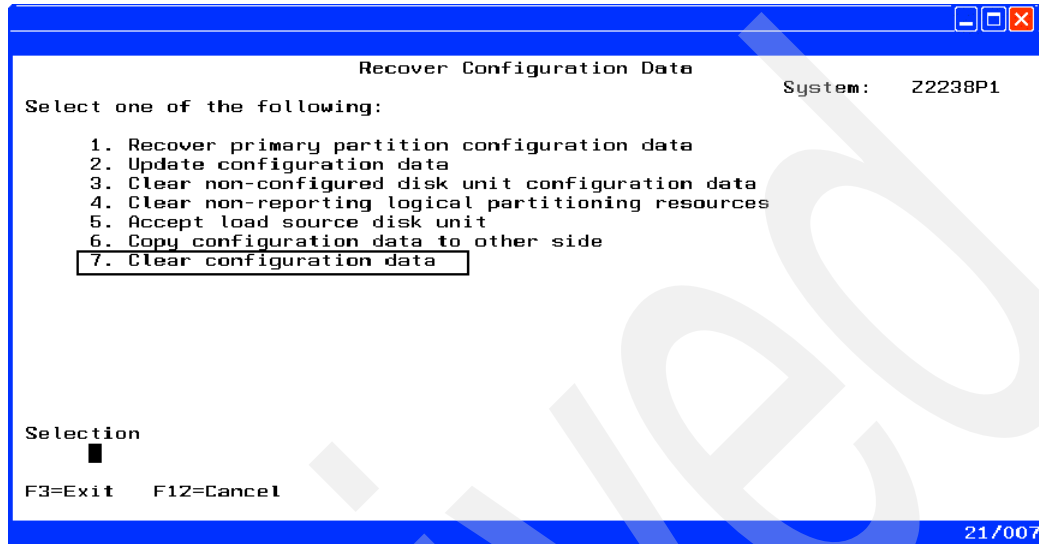 Recover Configuration Data
System: Z2238P1
Select one of the following:
1. Recover primary partition configuration data
2. Update configuration data
3. Clear non-configured disk unit configuration data
4. Clear non-reporting logical partitioning resources
5. Accept load source disk unit
6. Copy configuration data to other side
7. Clear configuration data
Selection
F3=Exit F12=Cancel
21/007